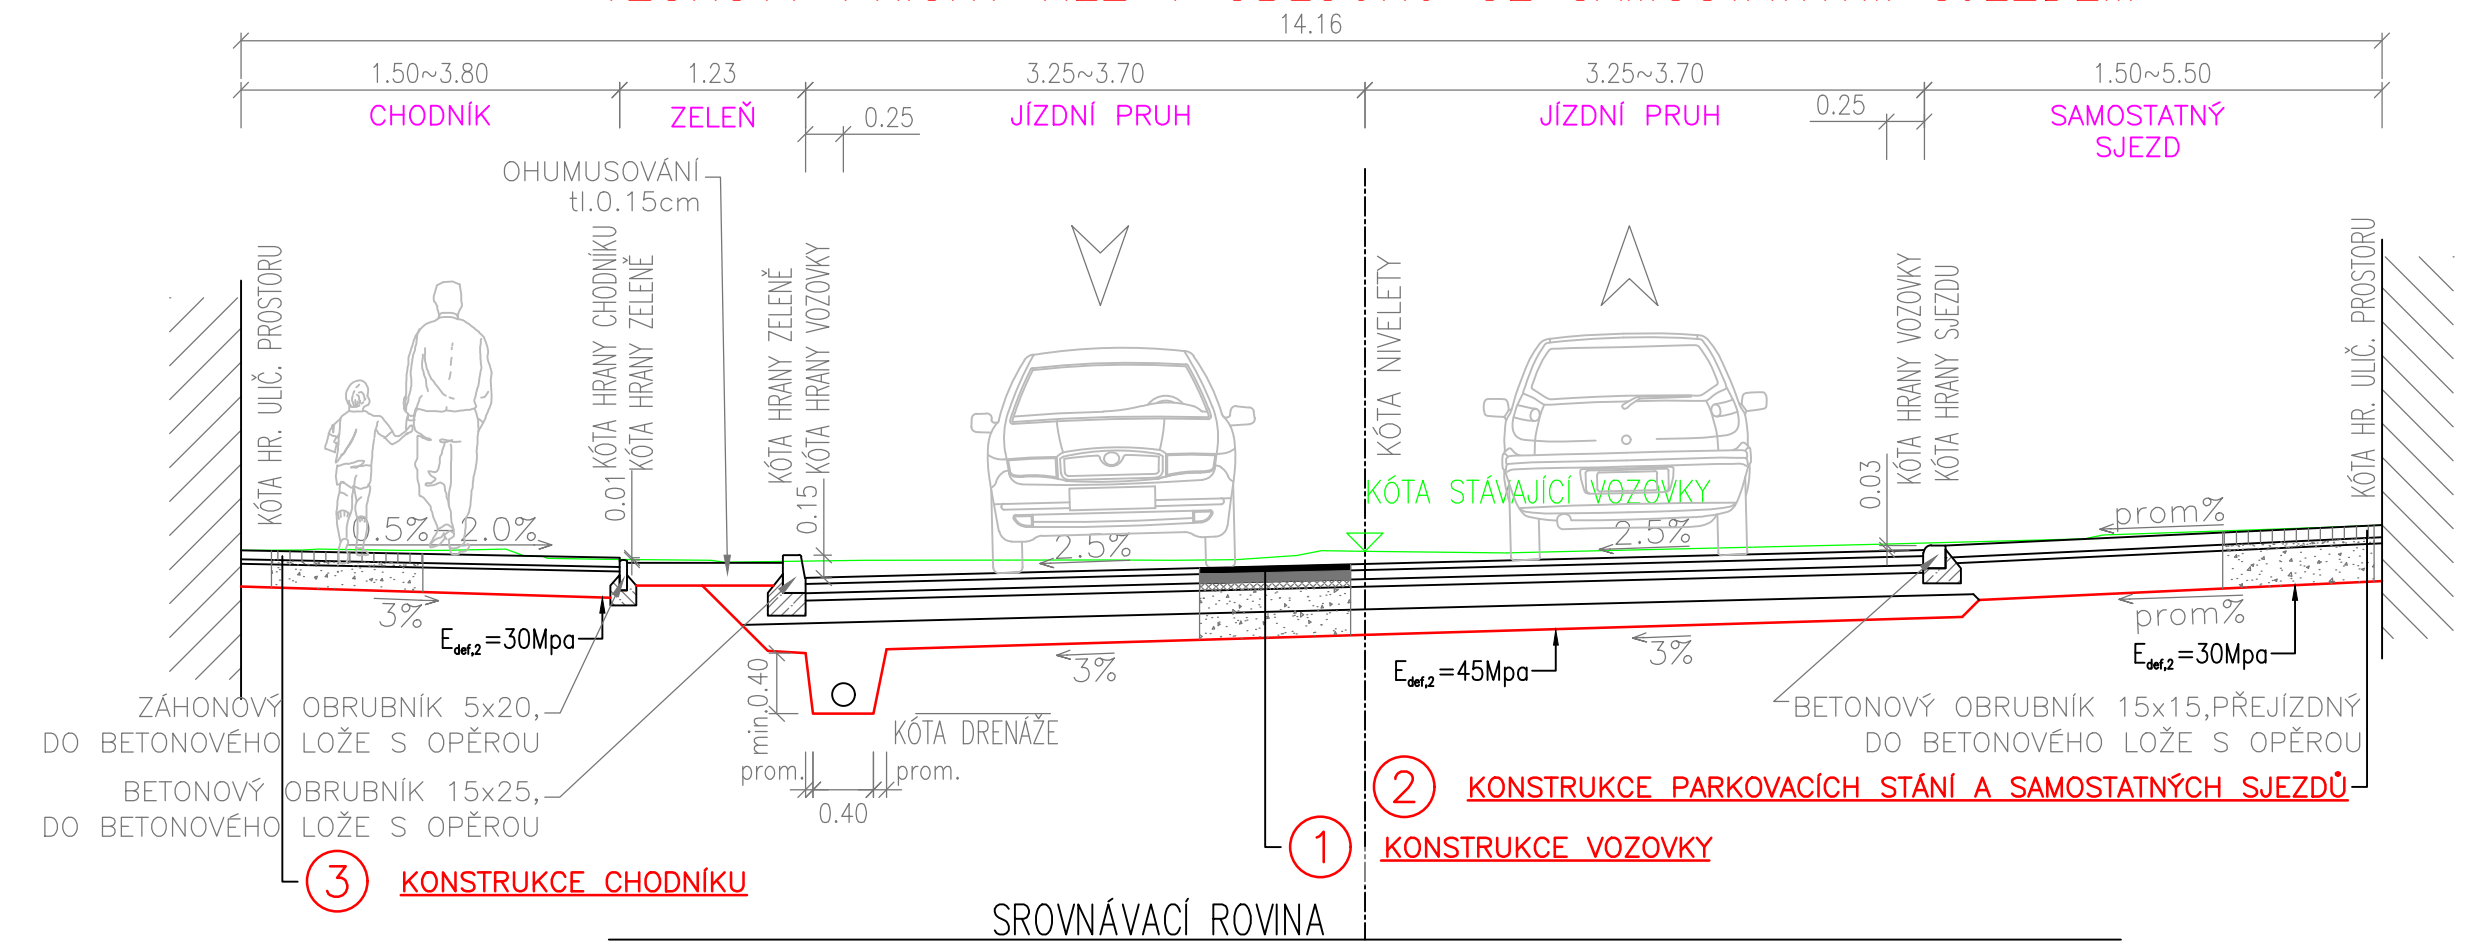 14.16
1.50~3.80
1.23
3.25~3.70
3.25~3.70
1.50~5.50
CHODNÍK
ZELEŇ
JÍZDNÍ PRUH
JÍZDNÍ PRUH
SAMOSTATNÝ
SJEZD
0.25
0.25
OHUMUSOVÁNÍ
tl.0.15cm
KÓTA HR. ULIČ. PROSTORU
KÓTA HRANY CHODNÍKU
KÓTA HRANY ZELENĚ
0.01
KÓTA HRANY ZELENĚ
KÓTA HRANY VOZOVKY
0.15
KÓTA NIVELETY
KÓTA STÁVAJÍCÍ VOZOVKY
KÓTA HRANY VOZOVKY
KÓTA HRANY SJEZDU
0.03
KÓTA HR. ULIČ. PROSTORU
0.5%-2.0%
2.5%
2.5%
prom%
3%
3%
3%
prom%
Edef,2=30Mpa
Edef,2=45Mpa
Edef,2=30Mpa
ZÁHONOVÝ OBRUBNÍK 5x20,
DO BETONOVÉHO LOŽE S OPĚROU
BETONOVÝ OBRUBNÍK 15x25,
DO BETONOVÉHO LOŽE S OPĚROU
min.0.40
KÓTA DRENÁŽE
prom.
prom.
0.40
BETONOVÝ OBRUBNÍK 15x15,PŘEJÍZDNÝ
DO BETONOVÉHO LOŽE S OPĚROU
2 KONSTRUKCE PARKOVACÍCH STÁNÍ A SAMOSTATNÝCH SJEZDŮ
1 KONSTRUKCE VOZOVKY
3 KONSTRUKCE CHODNÍKU
SROVNÁVACÍ ROVINA